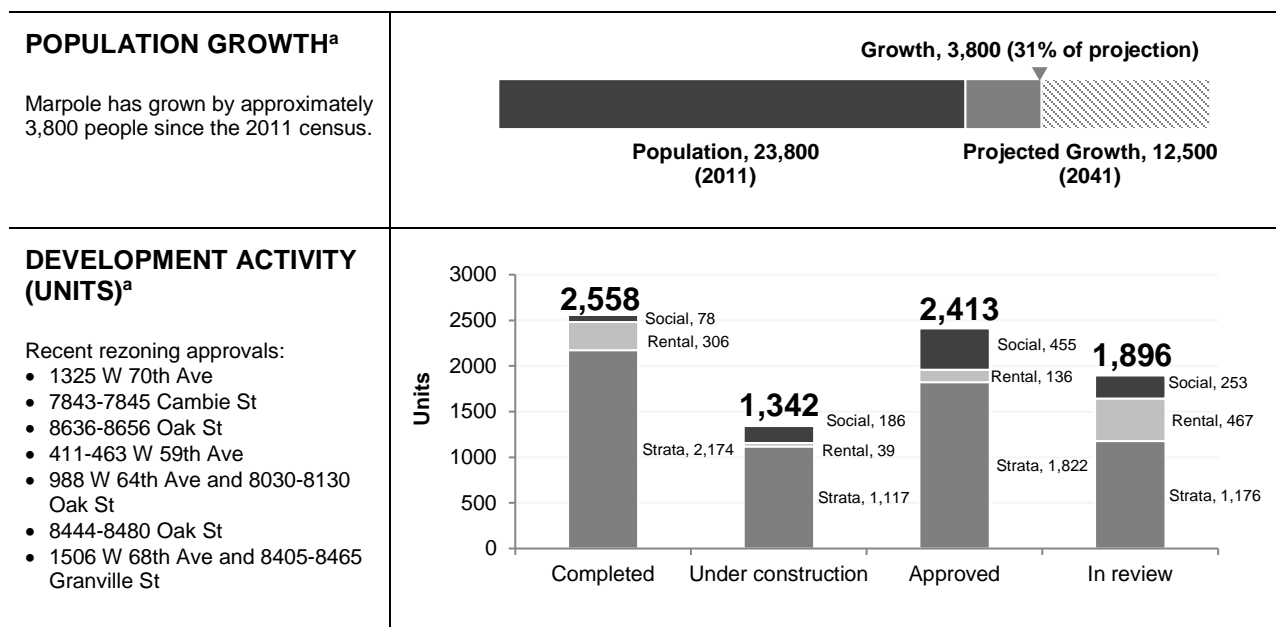 POPULATION GROWTHª
Marpole has grown by approximately
3,800 people since the 2011 census.
Growth, 3,800 (31% of projection)
Population, 23,800
(2011)
Projected Growth, 12,500
(2041)
DEVELOPMENT ACTIVITY
(UNITS)ª
Recent rezoning approvals:
• 1325 W 70th Ave
• 7843-7845 Cambie St
• 8636-8656 Oak St
• 411-463 W 59th Ave
• 988 W 64th Ave and 8030-8130
Oak St
• 8444-8480 Oak St
• 1506 W 68th Ave and 8405-8465
Granville St
Units
3000
2500
2000
1500
1000
500
0
2,558
Social, 78
Rental, 306
Strata, 2,174
1,342
Social, 186
Rental, 39
Strata, 1,117
2,413
Social, 455
Rental, 136
Strata, 1,822
1,896
Social, 253
Rental, 467
Strata, 1,176
Completed
Under construction
Approved
In review